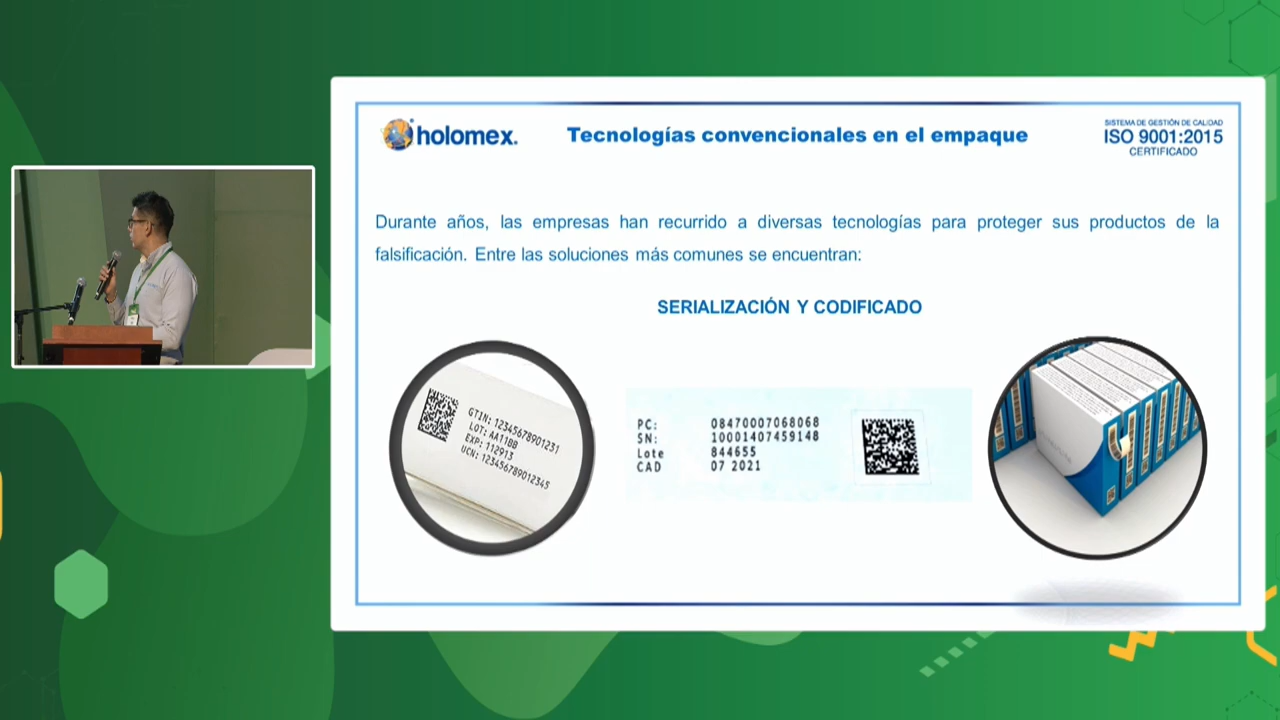 holomex.
Tecnologías convencionales en el empaque
SISTEMA DE GESTIÓN DE CALIDAD
ISO 9001:2015
CERTIFICADO
Durante años, las empresas han recurrido a diversas tecnologías para proteger sus productos de la
falsificación. Entre las soluciones más comunes se encuentran:
SERIALIZACIÓN Y CODIFICADO
GTIN: 12345678901231
LOT: AA11BB
EXP: 112913
UCN: 123456789012345
PC: 08470007068068
SN: 10001407459148
Lote 844655
CAD 07 2021